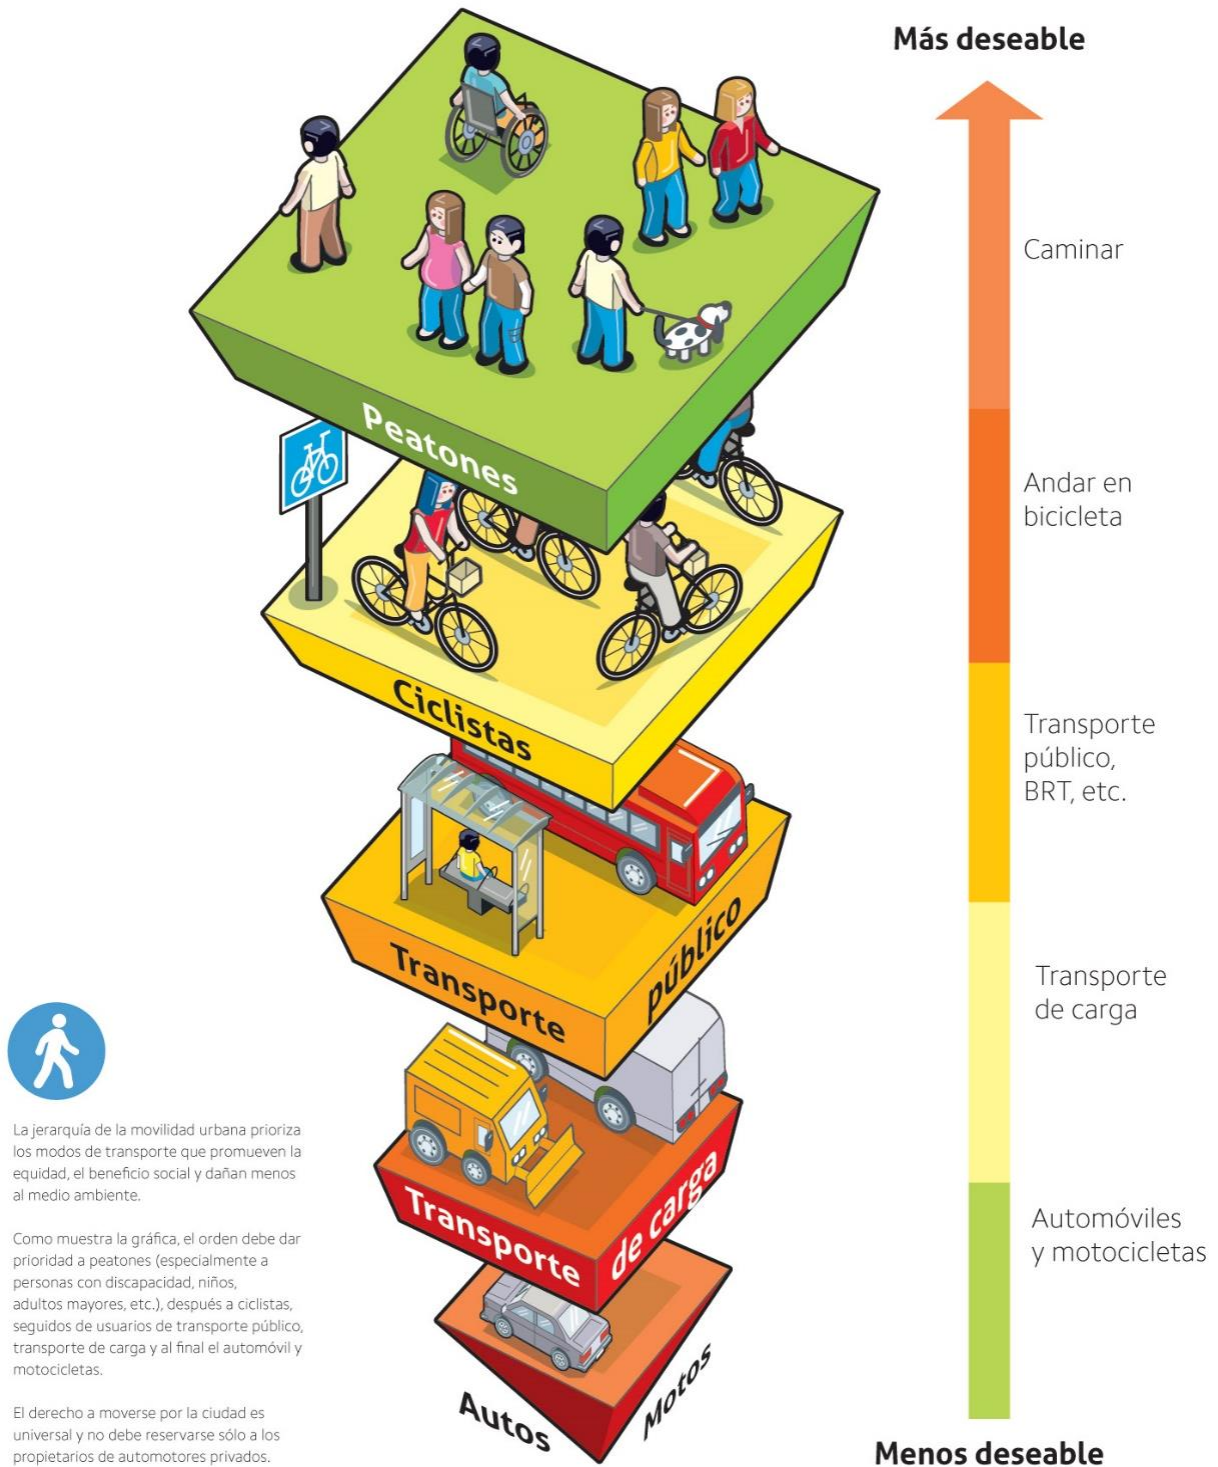 Más deseable
Caminar
Andar en
bicicleta
Transporte
público,
BRT, etc.
Transporte
de carga
Automóviles
y motocicletas
Menos deseable
Peatones
Ciclistas
Transporte público
Transporte de carga
Autos Motos
La jerarquía de la movilidad urbana prioriza
los modos de transporte que promueven la
equidad, el beneficio social y dañan menos
al medio ambiente.
Como muestra la gráfica, el orden debe dar
prioridad a peatones (especialmente a
personas con discapacidad, niños,
adultos mayores, etc.), después a ciclistas,
seguidos de usuarios de transporte público,
transporte de carga y al final el automóvil y
motocicletas.
El derecho a moverse por la ciudad es
universal y no debe reservarse sólo a los
propietarios de automotores privados.